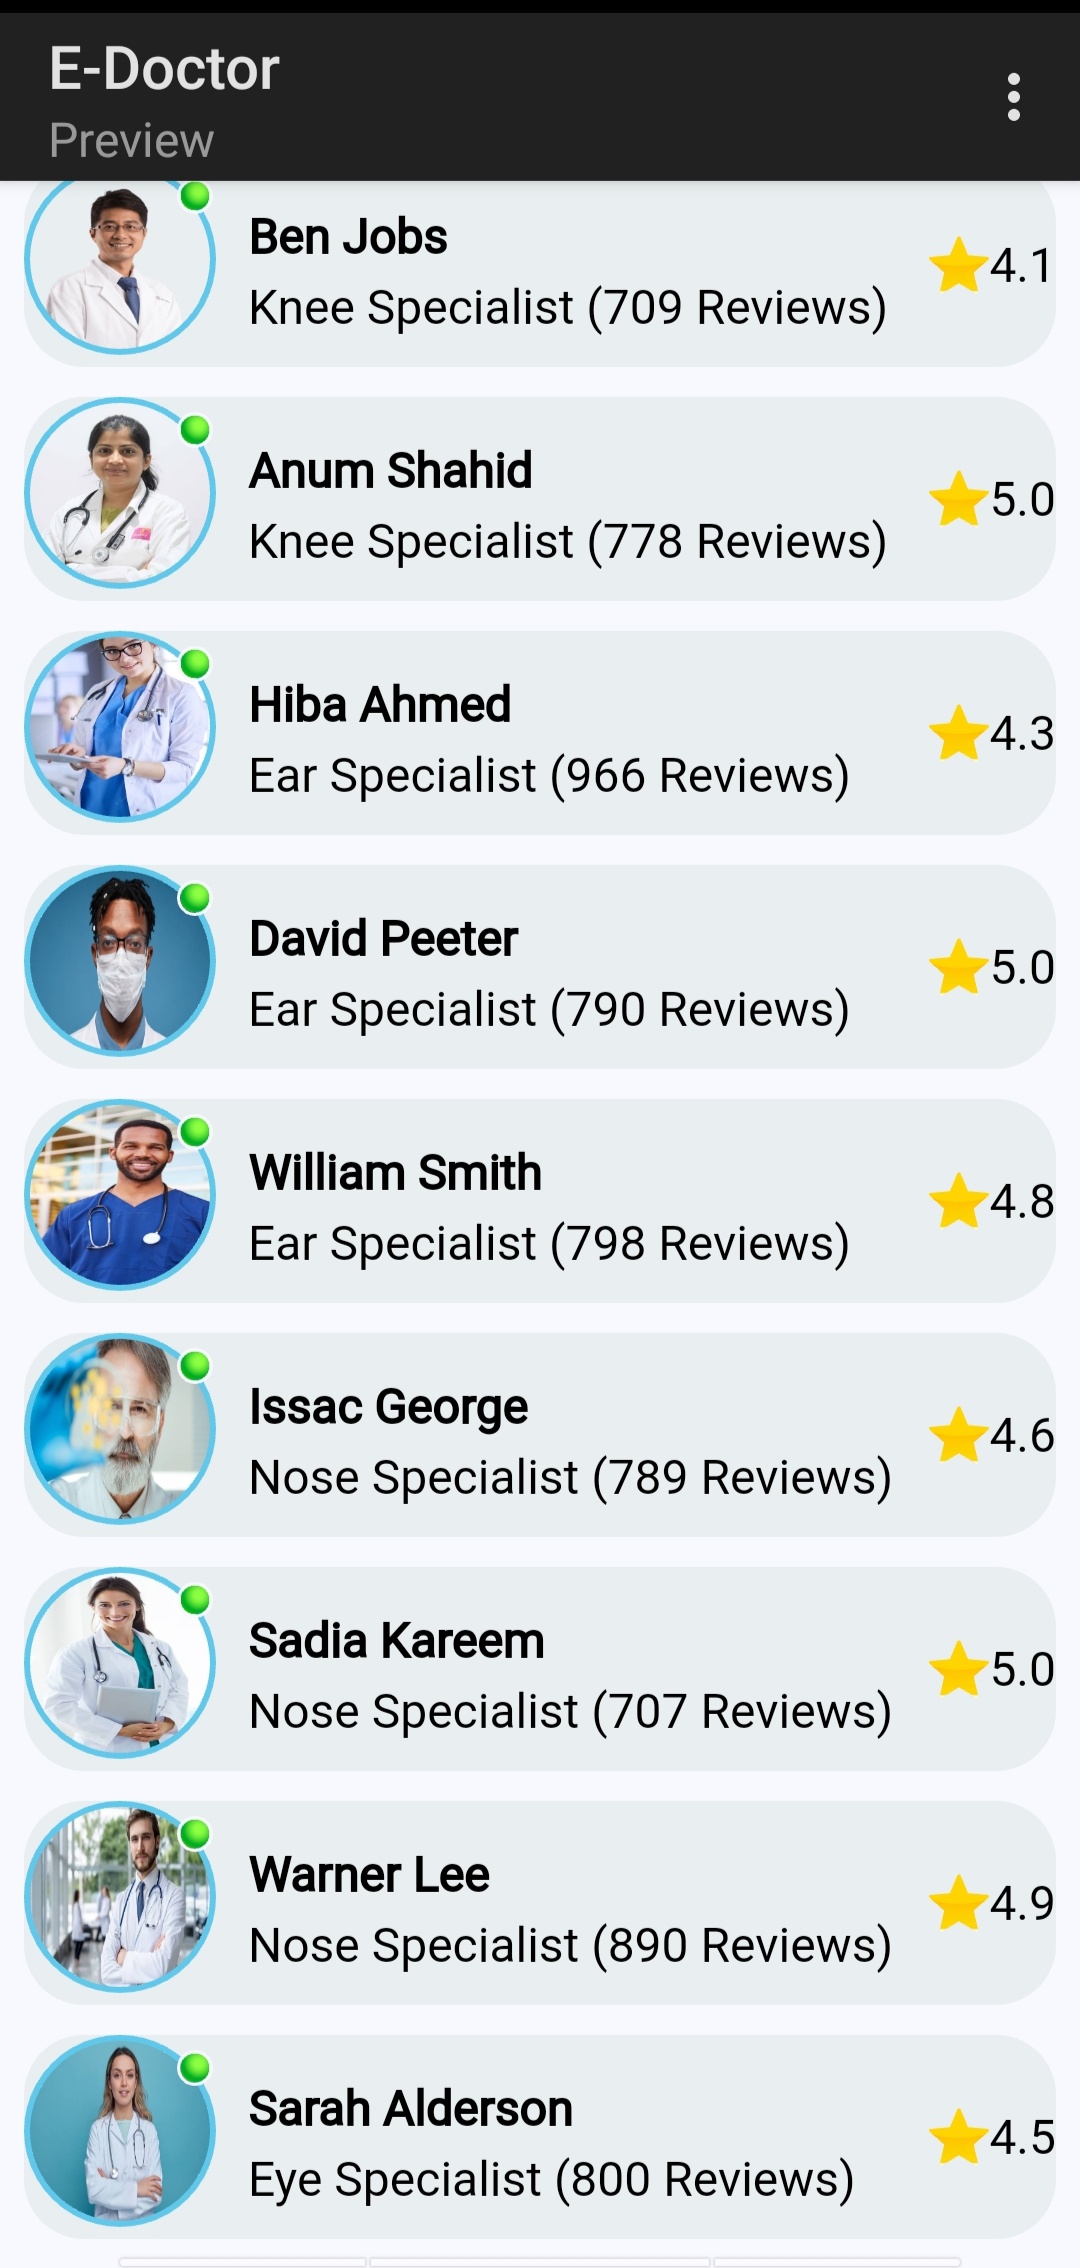 E-Doctor
Preview
Ben Jobs
Knee Specialist (709 Reviews)
4.1
Anum Shahid
Knee Specialist (778 Reviews)
5.0
Hiba Ahmed
Ear Specialist (966 Reviews)
4.3
David Peeter
Ear Specialist (790 Reviews)
5.0
William Smith
Ear Specialist (798 Reviews)
4.8
Issac George
Nose Specialist (789 Reviews)
4.6
Sadia Kareem
Nose Specialist (707 Reviews)
5.0
Warner Lee
Nose Specialist (890 Reviews)
4.9
Sarah Alderson
Eye Specialist (800 Reviews)
4.5